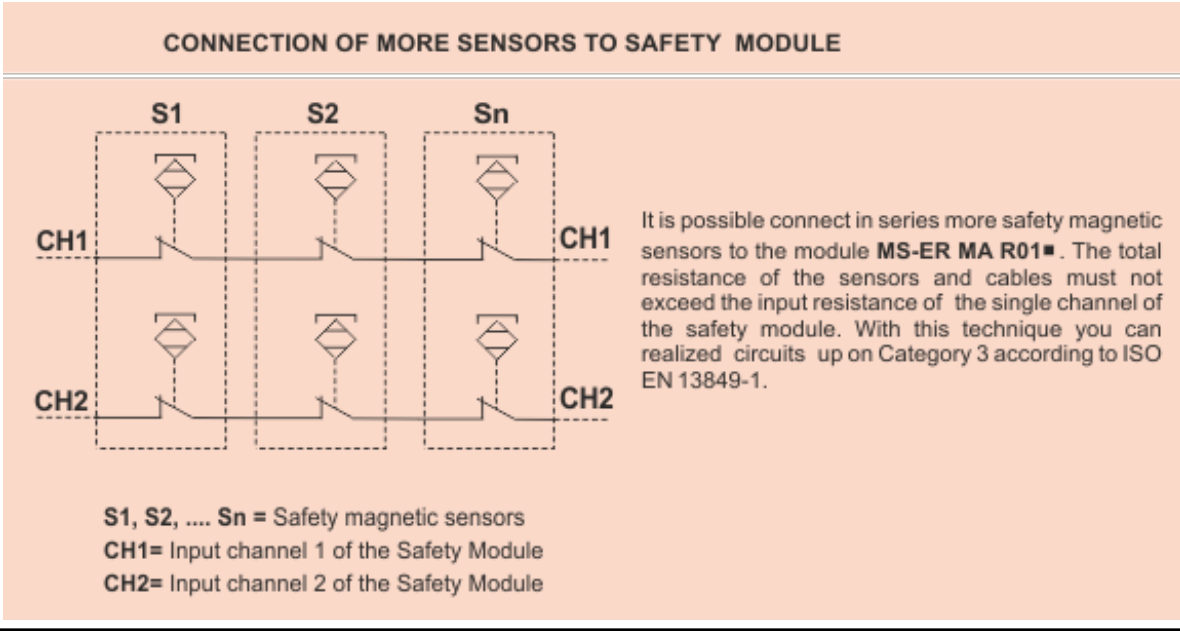 CONNECTION OF MORE SENSORS TO SAFETY MODULE
S1 S2 Sn
CH1 CH1
CH2 CH2
It is possible connect in series more safety magnetic
sensors to the module MS-ER MA R01■. The total
resistance of the sensors and cables must not
exceed the input resistance of the single channel of
the safety module. With this technique you can
realized circuits up on Category 3 according to ISO
EN 13849-1.
S1, S2, .... Sn = Safety magnetic sensors
CH1= Input channel 1 of the Safety Module
CH2= Input channel 2 of the Safety Module